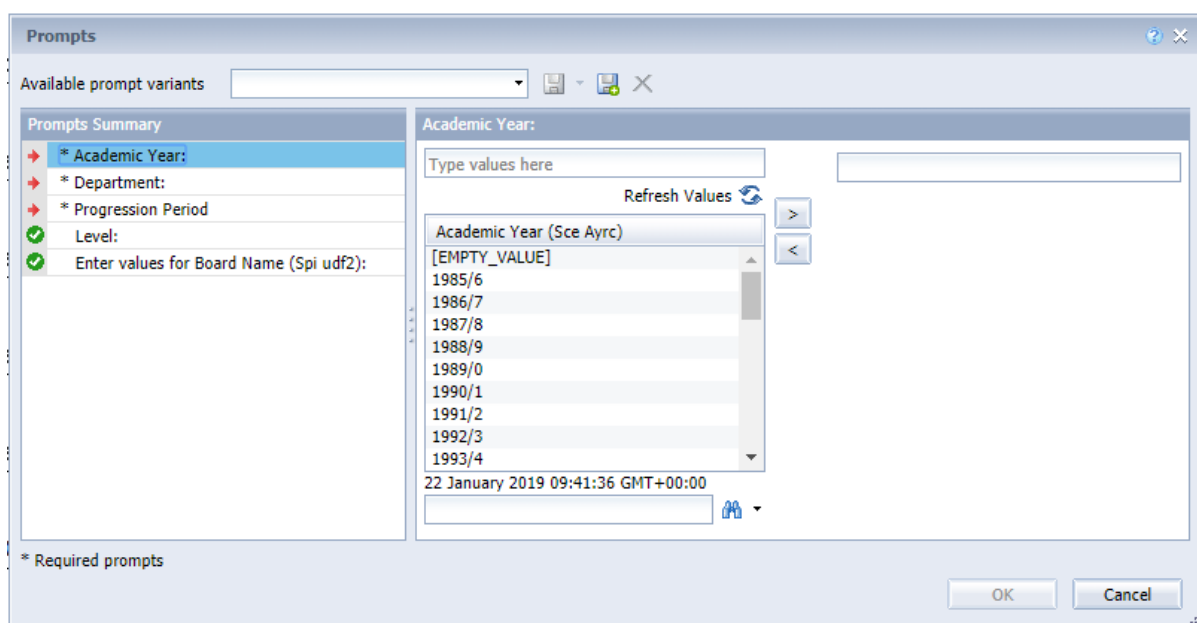 Prompts
Available prompt variants
Prompts Summary
* Academic Year:
* Department:
* Progression Period
Level:
Enter values for Board Name (Spi udf2):
Academic Year:
Type values here
Refresh Values
>
<
Academic Year (Sce Ayrc)
[EMPTY_VALUE]
1985/6
1986/7
1987/8
1988/9
1989/0
1990/1
1991/2
1992/3
1993/4
22 January 2019 09:41:36 GMT+00:00
* Required prompts
OK
Cancel